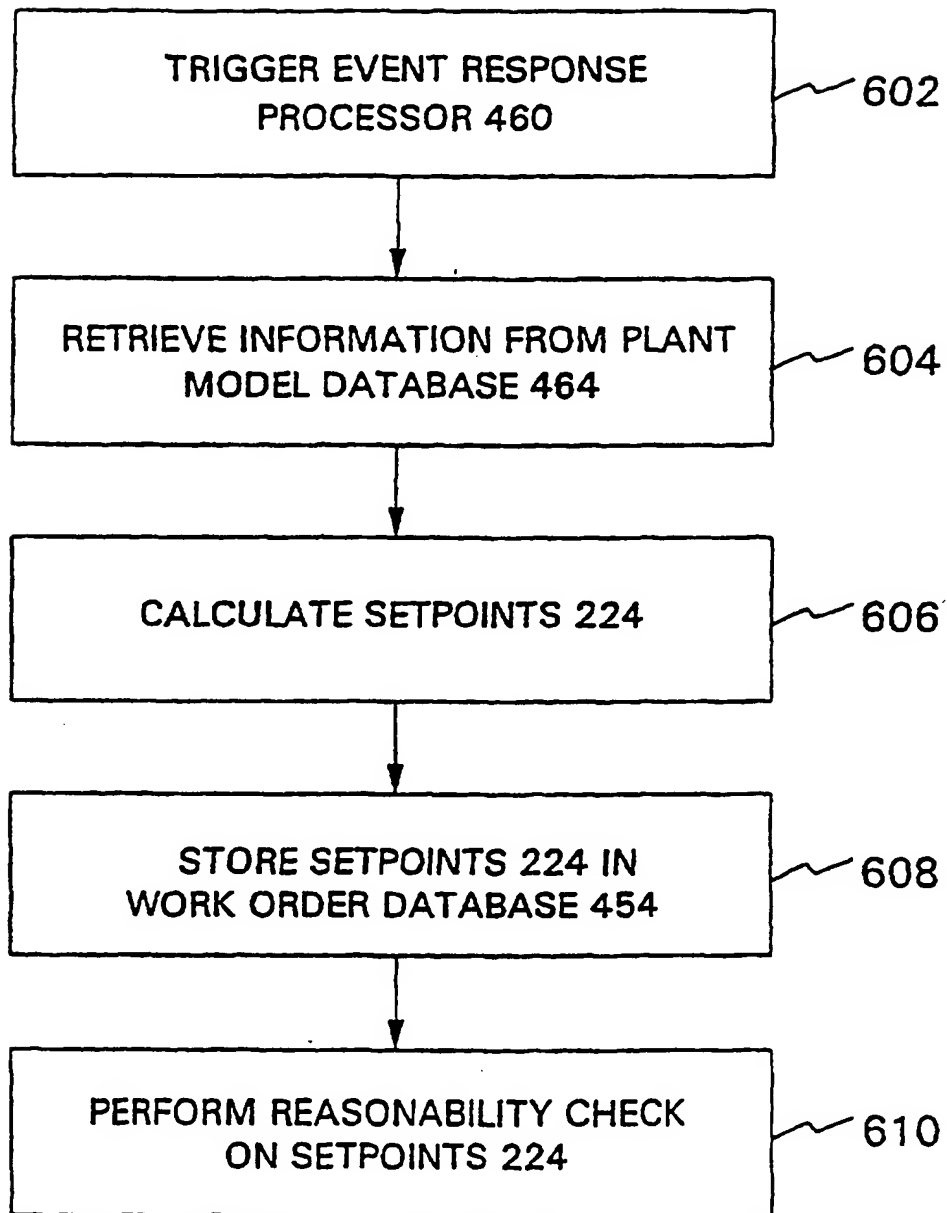 TRIGGER EVENT RESPONSE
PROCESSOR 460
602
RETRIEVE INFORMATION FROM PLANT
MODEL DATABASE 464
604
CALCULATE SETPOINTS 224
606
STORE SETPOINTS 224 IN
WORK ORDER DATABASE 454
608
PERFORM REASONABILITY CHECK
ON SETPOINTS 224
610